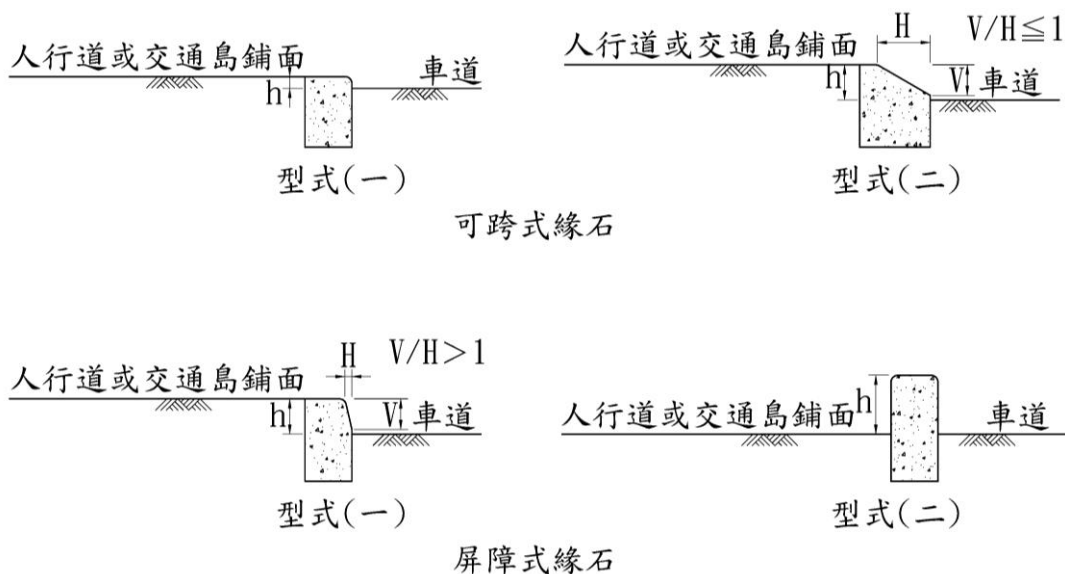 人行道或交通島鋪面
h
車道
型式(一)
H
V/H≦1
人行道或交通島鋪面
h
V
車道
型式(二)
可跨式緣石
H
V/H>1
人行道或交通島鋪面
h
V
車道
型式(一)
人行道或交通島鋪面
h
車道
型式(二)
屏障式緣石